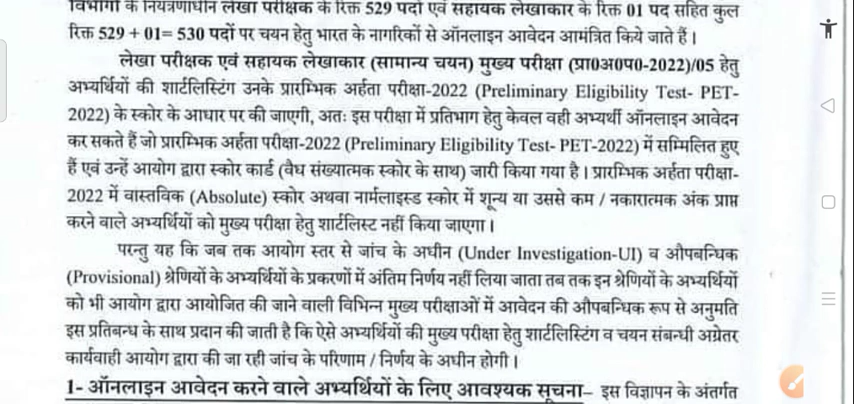 विभागों के नियंत्रणाधीन लेखा परीक्षक के रिक्त 529 पदों एवं सहायक लेखाकार के रिक्त 01 पद सहित कुल
रिक्त 529 + 01= 530 पदों पर चयन हेतु भारत के नागरिकों से ऑनलाइन आवेदन आमंत्रित किये जाते हैं ।
लेखा परीक्षक एवं सहायक लेखाकार (सामान्य चयन) मुख्य परीक्षा (प्रा0अ0प0-2022)/05 हेतु
अभ्यर्थियों की शार्टलिस्टिंग उनके प्रारम्भिक अर्हता परीक्षा-2022 (Preliminary Eligibility Test- PET-
2022) के स्कोर के आधार पर की जाएगी, अतः इस परीक्षा में प्रतिभाग हेतु केवल वही अभ्यर्थी ऑनलाइन आवेदन
कर सकते हैं जो प्रारम्भिक अर्हता परीक्षा-2022 (Preliminary Eligibility Test- PET-2022) में सम्मिलित हुए
हैं एवं उन्हें आयोग द्वारा स्कोर कार्ड (वैध संख्यात्मक स्कोर के साथ) जारी किया गया है । प्रारम्भिक अर्हता परीक्षा-
2022 में वास्तविक (Absolute) स्कोर अथवा नार्मलाइस्ड स्कोर में शून्य या उससे कम / नकारात्मक अंक प्राप्त
करने वाले अभ्यर्थियों को मुख्य परीक्षा हेतु शार्टलिस्ट नहीं किया जाएगा ।
परन्तु यह कि जब तक आयोग स्तर से जांच के अधीन (Under Investigation-UI) व औपबन्धिक
(Provisional) श्रेणियों के अभ्यर्थियों के प्रकरणों में अंतिम निर्णय नहीं लिया जाता तब तक इन श्रेणियों के अभ्यर्थियों
को भी आयोग द्वारा आयोजित की जाने वाली विभिन्न मुख्य परीक्षाओं में आवेदन की औपबन्धिक रूप से अनुमति
इस प्रतिबन्ध के साथ प्रदान की जाती है कि ऐसे अभ्यर्थियों की मुख्य परीक्षा हेतु शार्टलिस्टिंग व चयन संबन्धी अग्रेतर
कार्यवाही आयोग द्वारा की जा रही जांच के परिणाम / निर्णय के अधीन होगी ।
1- ऑनलाइन आवेदन करने वाले अभ्यर्थियों के लिए आवश्यक सूचना– इस विज्ञापन के अंतर्गत